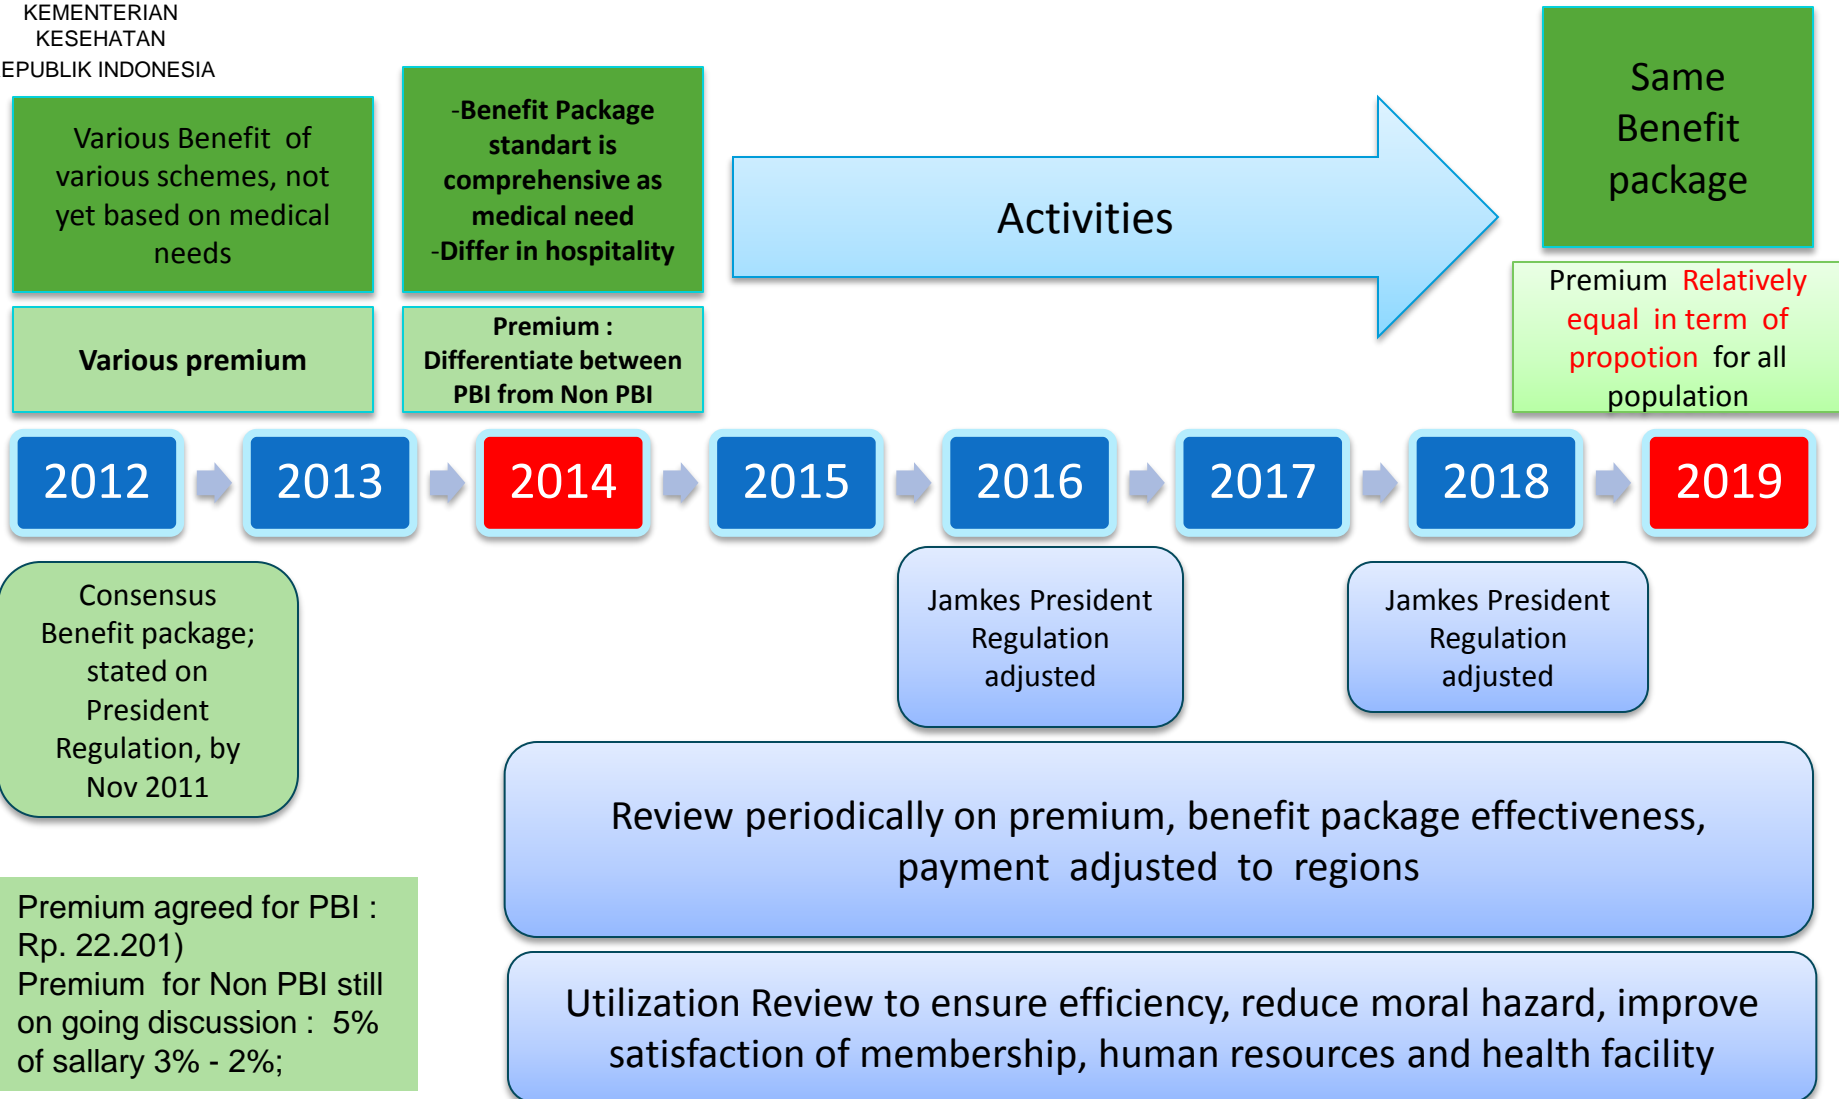 KEMENTERIAN
KESEHATAN
EPUBLIK INDONESIA
Various Benefit of
various schemes, not
yet based on medical
needs
-Benefit Package
standart is
comprehensive as
medical need
-Differ in hospitality
Activities
Same
Benefit
package
Various premium
Premium :
Differentiate between
PBI from Non PBI
Premium Relatively
equal in term of
propotion for all
population
2012
2013
2014
2015
2016
2017
2018
2019
Consensus
Benefit package;
stated on
President
Regulation, by
Nov 2011
Jamkes President
Regulation
adjusted
Jamkes President
Regulation
adjusted
Review periodically on premium, benefit package effectiveness,
payment adjusted to regions
Premium agreed for PBI :
Rp. 22.201)
Premium for Non PBI still
on going discussion : 5%
of sallary 3% - 2%;
Utilization Review to ensure efficiency, reduce moral hazard, improve
satisfaction of membership, human resources and health facility